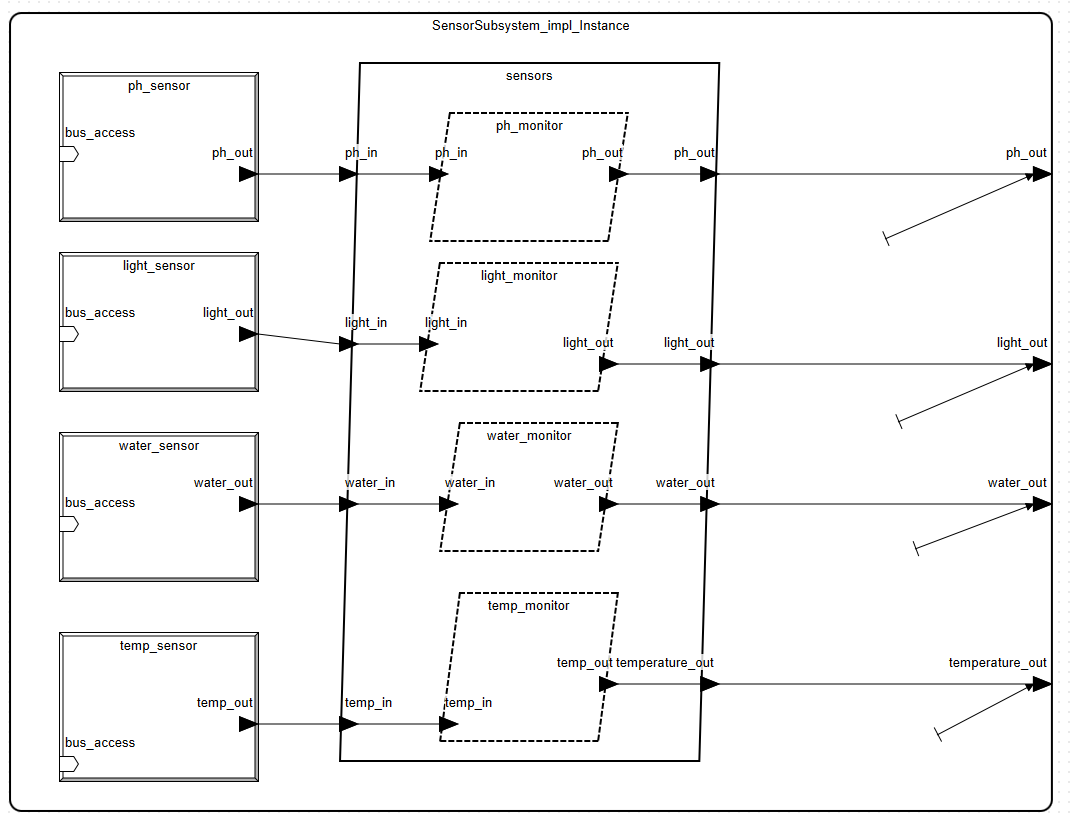 SensorSubsystem_impl_Instance
sensors
ph_sensor
bus_access
ph_out
ph_in
ph_monitor
ph_in
ph_out
ph_out
ph_out
light_sensor
bus_access
light_out
light_in
light_monitor
light_in
light_out
light_out
light_out
water_sensor
bus_access
water_out
water_in
water_monitor
water_in
water_out
water_out
water_out
temp_sensor
bus_access
temp_out
temp_in
temp_monitor
temp_in
temp_out
temperature_out
temperature_out